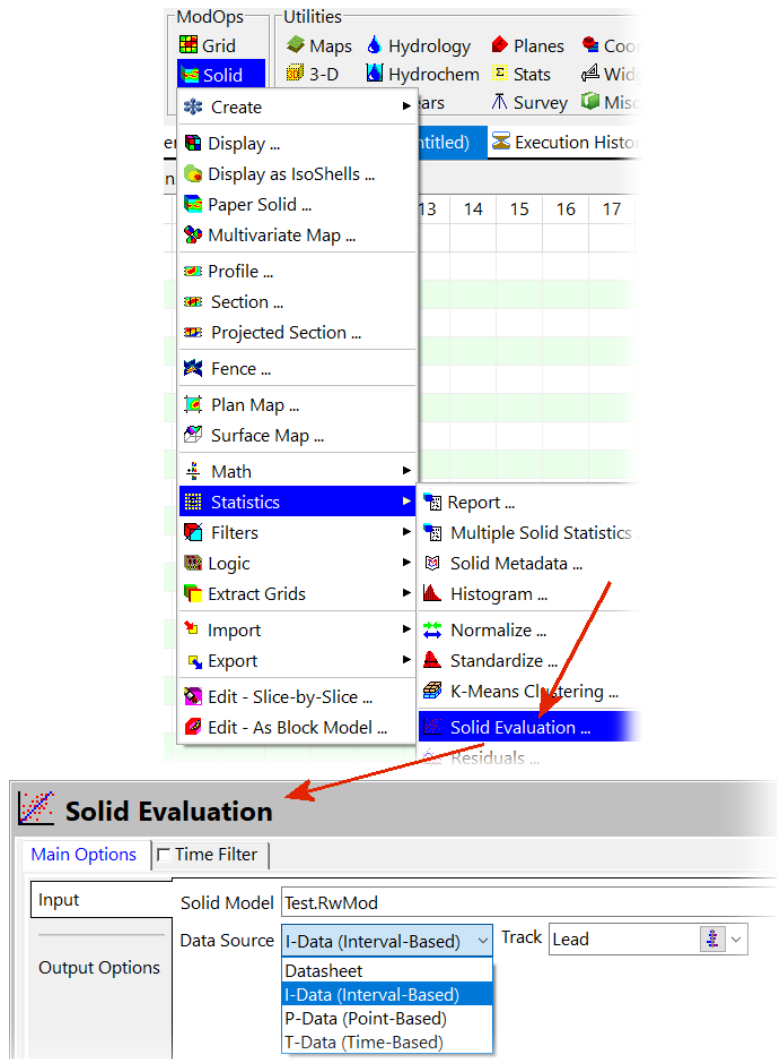 ModOps Utilities
Grid Maps Hydrology Planes
Solid 3-D Hydrochem Stats
Create Survey
Display ... Execution
Display as IsoShells ...
Paper Solid ... 13 14 15 16 17
Multivariate Map ...
Profile ...
Section ...
Projected Section ...
Fence ...
Plan Map ...
Surface Map ...
Math
Statistics Report ...
Filters Multiple Solid Statistics
Logic Solid Metadata ...
Extract Grids Histogram ...
Import Normalize ...
Export Standardize ...
Edit - Slice-by-Slice ... K-Means Clustering ...
Edit - As Block Model ... Solid Evaluation ...
Residuals ...
Solid Evaluation
Main Options Time Filter
Input Solid Model Test.RwMod
Data Source I-Data (Interval-Based) Track Lead
Output Options Datasheet
I-Data (Interval-Based)
P-Data (Point-Based)
T-Data (Time-Based)